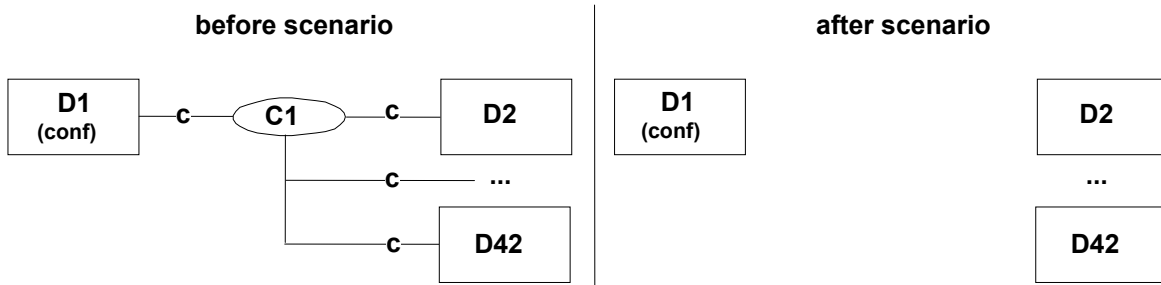 before scenario
after scenario
D1
(conf)
c
C1
c
D2
c
...
c
D42
D1
(conf)
D2
...
D42